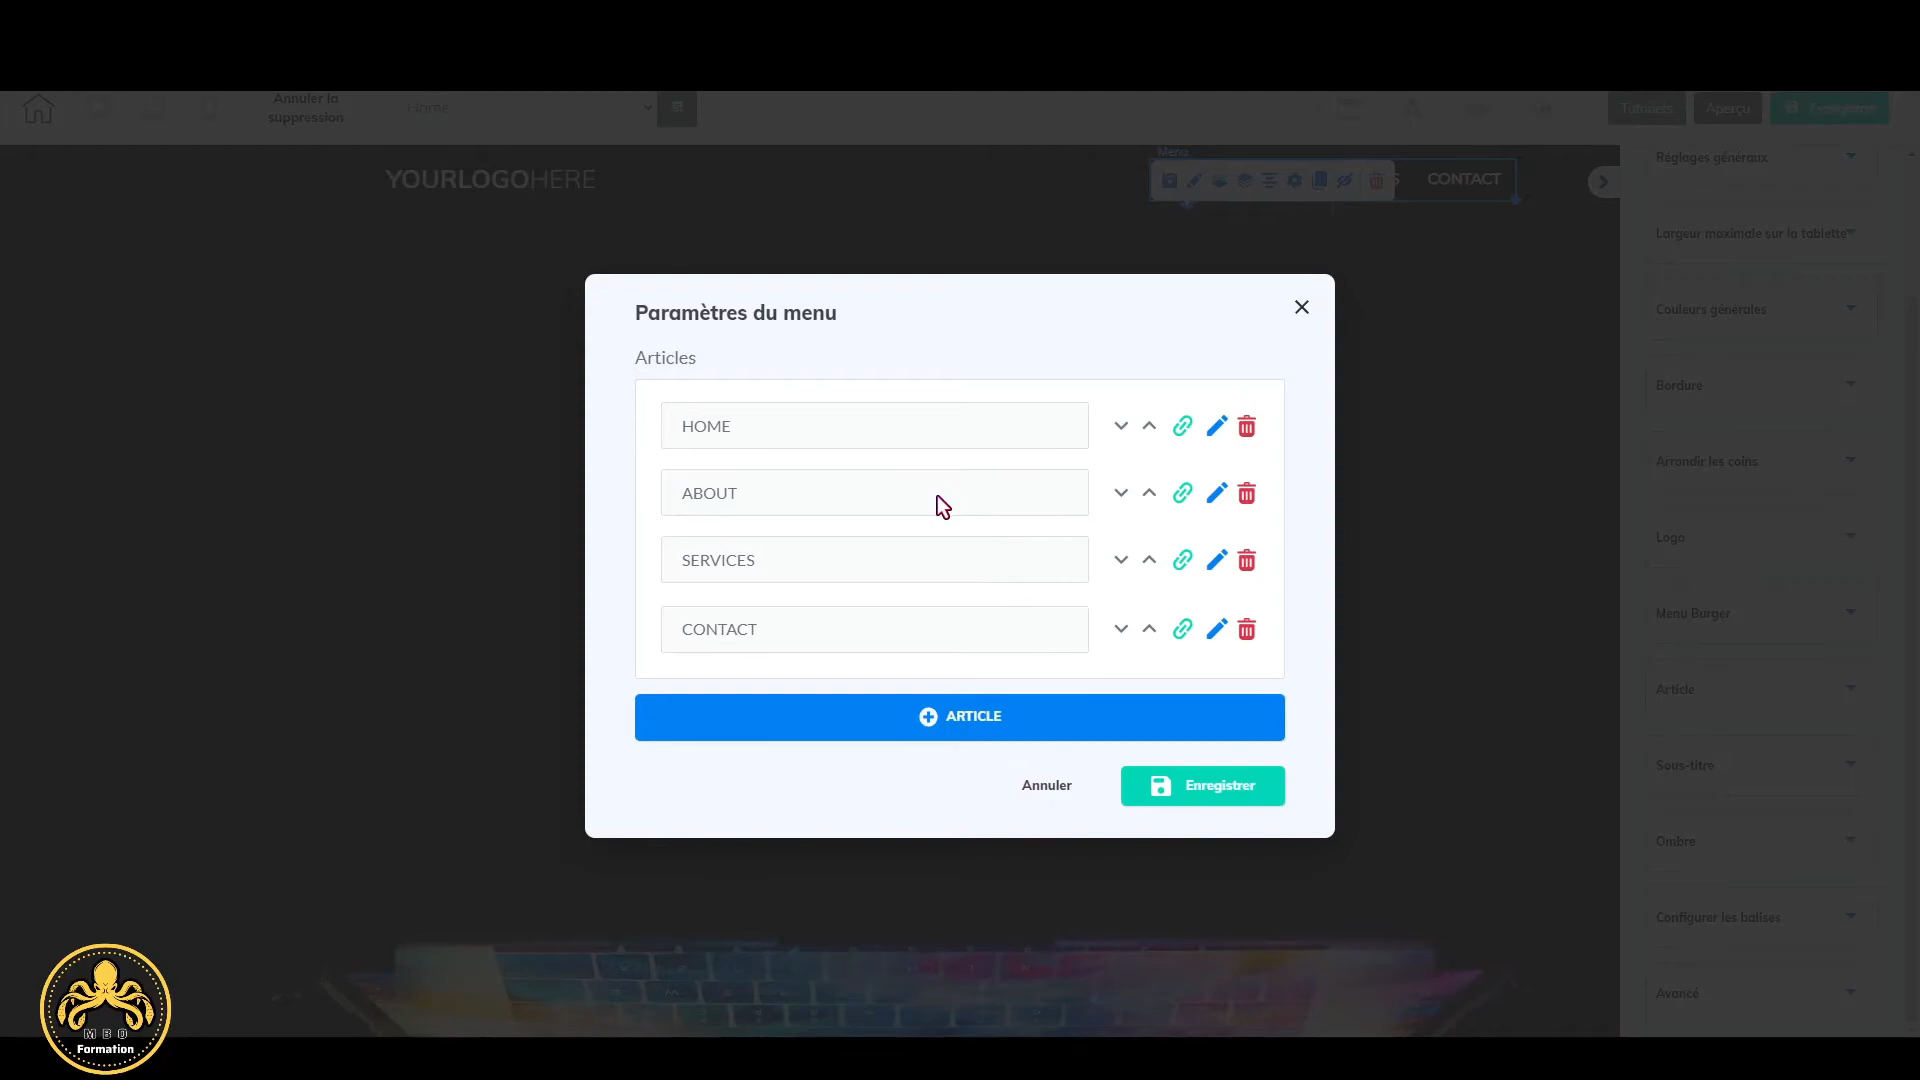 Annuler la
suppression
Home
Tutoriels
Aperçu
Enregistrer
YOURLOGOHERE
Menu
S
CONTACT
Réglages généraux
Largeur maximale sur la tablette
Couleurs générales
Bordure
Arrondir les coins
Logo
Menu Burger
Article
Sous-titre
Ombre
Configurer les balises
Avancé
Paramètres du menu
Articles
HOME
ABOUT
SERVICES
CONTACT
ARTICLE
Annuler
Enregistrer
MBO
Formation